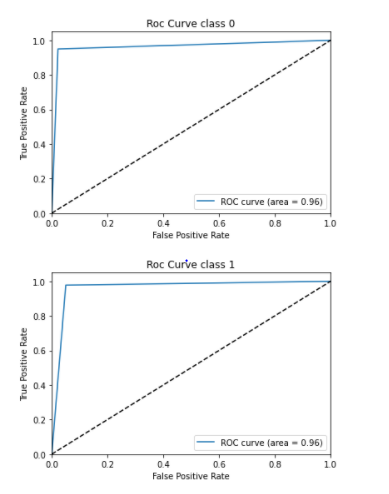 Roc Curve class 0
1.0
0.8
0.6
0.4
0.2
0.0
True Positive Rate
ROC curve (area = 0.96)
0.0 0.2 0.4 0.6 0.8 1.0
False Positive Rate
Roc Curve class 1
1.0
0.8
0.6
0.4
0.2
0.0
True Positive Rate
ROC curve (area = 0.96)
0.0 0.2 0.4 0.6 0.8 1.0
False Positive Rate